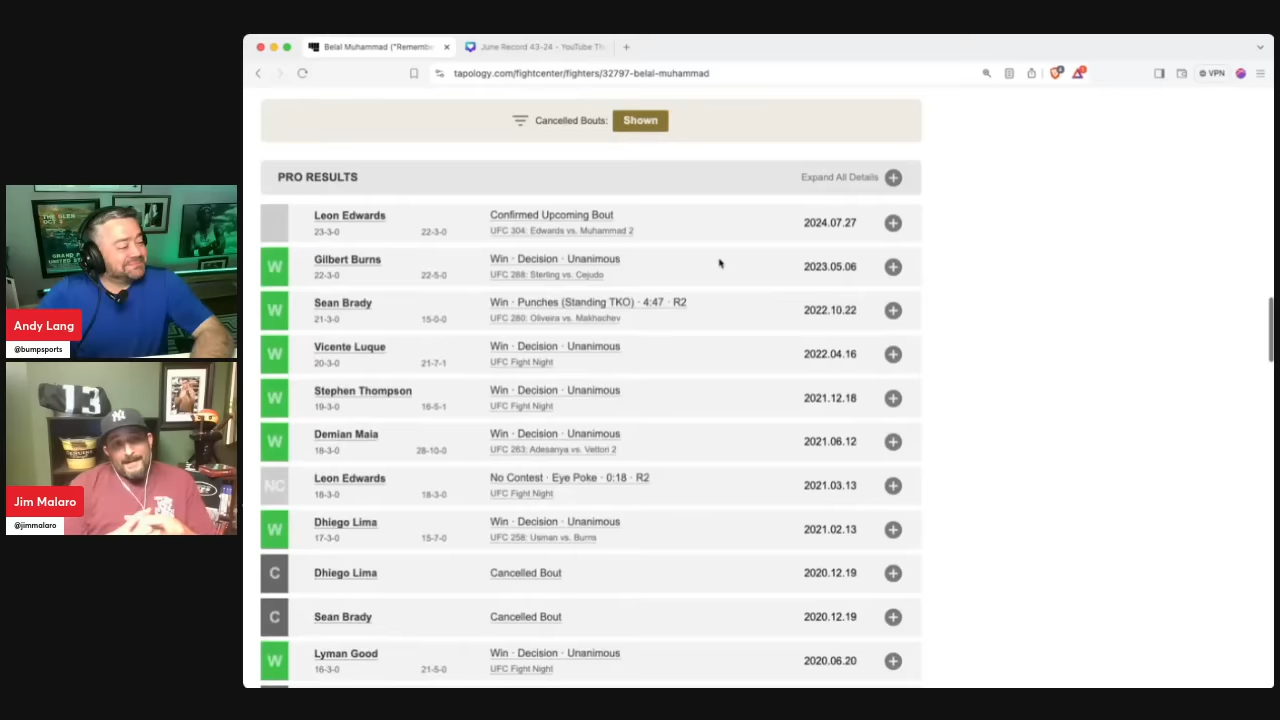 Belal Muhammad ("Remembe
June Record 43-24 - YouTube Th
tapology.com/fightcenter/fighters/32797-belal-muhammad
VPN
Cancelled Bouts: Shown
PRO RESULTS Expand All Details
Leon Edwards Confirmed Upcoming Bout 2024.07.27
23-3-0 22-3-0 UFC 304: Edwards vs. Muhammad 2
W Gilbert Burns Win · Decision · Unanimous 2023.05.06
22-3-0 22-5-0 UFC 288: Sterling vs. Cejudo
W Sean Brady Win · Punches (Standing TKO) · 4:47 · R2 2022.10.22
21-3-0 15-0-0 UFC 280: Oliveira vs. Makhachev
W Vicente Luque Win · Decision · Unanimous 2022.04.16
20-3-0 21-7-1 UFC Fight Night
W Stephen Thompson Win · Decision · Unanimous 2021.12.18
19-3-0 16-5-1 UFC Fight Night
W Demian Maia Win · Decision · Unanimous 2021.06.12
18-3-0 28-10-0 UFC 263: Adesanya vs. Vettori 2
NC Leon Edwards No Contest · Eye Poke · 0:18 · R2 2021.03.13
18-3-0 18-3-0 UFC Fight Night
W Dhiego Lima Win · Decision · Unanimous 2021.02.13
17-3-0 15-7-0 UFC 258: Usman vs. Burns
C Dhiego Lima Cancelled Bout 2020.12.19
C Sean Brady Cancelled Bout 2020.12.19
W Lyman Good Win · Decision · Unanimous 2020.06.20
16-3-0 21-5-0 UFC Fight Night
THE GLEN
OCT 2
GRAND P
UNITED ST
Andy Lang
@bumpsports
13
NY
Jim Malaro
@jimmalaro